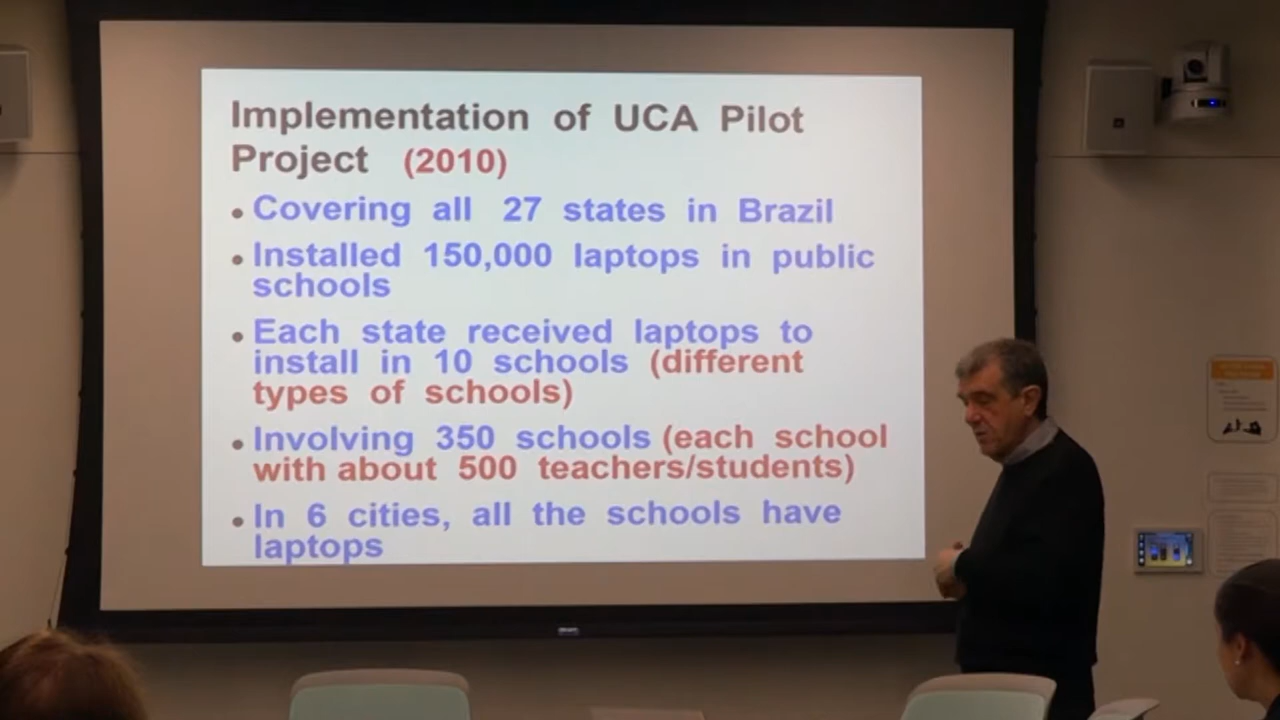 Implementation of UCA Pilot
Project (2010)
• Covering all 27 states in Brazil
• Installed 150,000 laptops in public
schools
• Each state received laptops to
install in 10 schools (different
types of schools)
• Involving 350 schools (each school
with about 500 teachers/students)
• In 6 cities, all the schools have
laptops